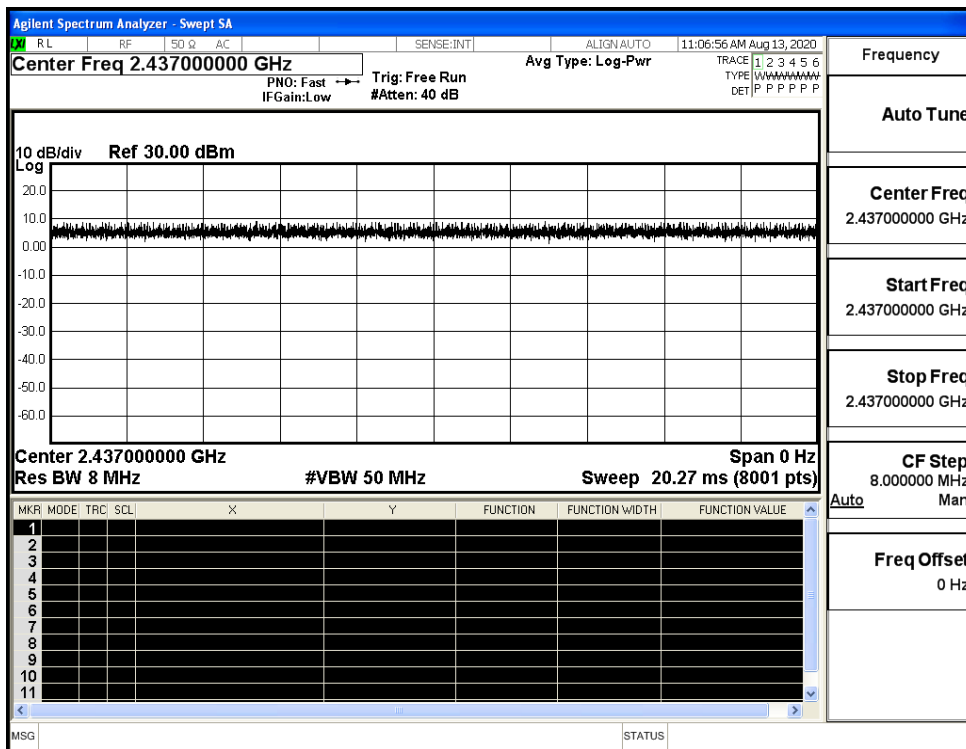 Agilent Spectrum Analyzer - Swept SA
LXI RL RF 50 Ω AC SENSE:INT ALIGN AUTO 11:06:56 AM Aug 13, 2020
Center Freq 2.437000000 GHz
PNO: Fast
IFGain:Low
Trig: Free Run
#Atten: 40 dB
Avg Type: Log-Pwr
TRACE 1 2 3 4 5 6
TYPE WWWWWW
DET P P P P P P
10 dB/div Ref 30.00 dBm
Log
20.0
10.0
0.00
-10.0
-20.0
-30.0
-40.0
-50.0
-60.0
Center 2.437000000 GHz Span 0 Hz
Res BW 8 MHz #VBW 50 MHz Sweep 20.27 ms (8001 pts)
MKR MODE TRC SCL X Y FUNCTION FUNCTION WIDTH FUNCTION VALUE
1
2
3
4
5
6
7
8
9
10
11
MSG STATUS
Frequency
Auto Tune
Center Freq
2.437000000 GHz
Start Freq
2.437000000 GHz
Stop Freq
2.437000000 GHz
CF Step
8.000000 MHz
Auto Man
Freq Offset
0 Hz